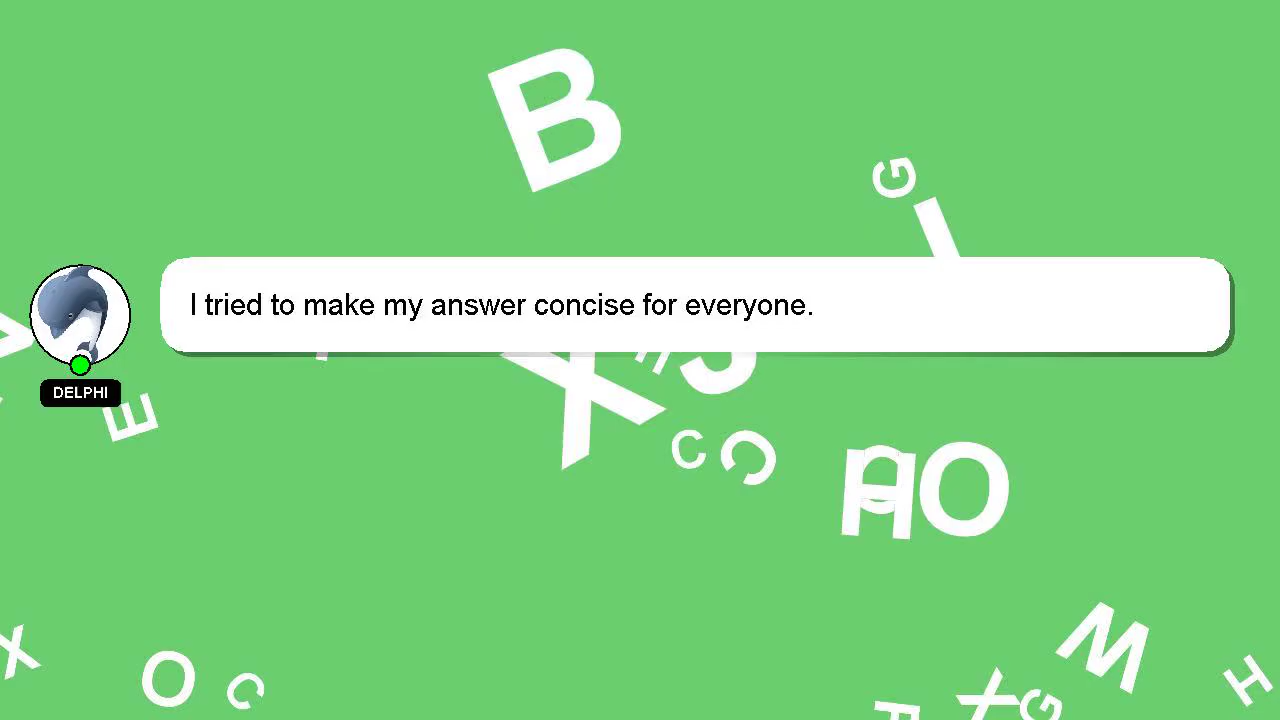 B
G
I
I tried to make my answer concise for everyone.
DELPHI
E
X
C
C
H
O
X
O
C
M
H
X
G